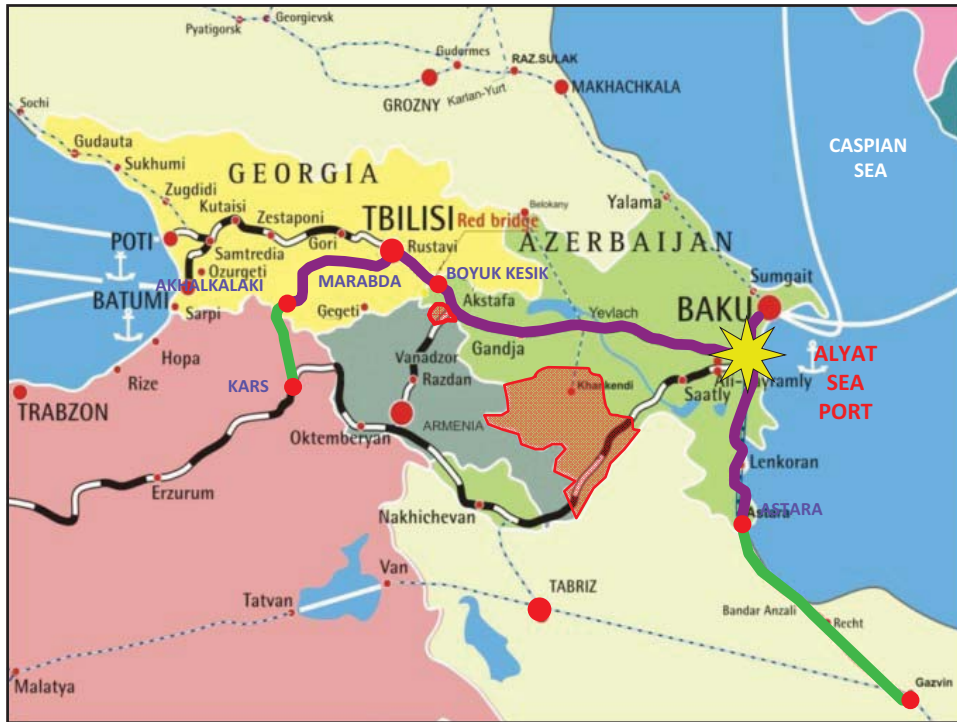 Georgievsk
Pyatigorsk
Gudermes
RAZ.SULAK
GROZNY
Karlan-Yurt
MAKHACHKALA
Sochi
Gudauta
Sukhumi
CASPIAN
SEA
GEORGIA
Zugdidi
Kutaisi
Zestaponi
TBILISI
Belokany
Yalama
Red bridge
POTI
Samtredia
Gori
Rustavi
AZERBAIJAN
Ozurgeti
AKHALKALAKI
MARABDA
BOYUK KESIK
Sumgait
BATUMI
Sarpi
Gegeti
Akstafa
Yevlach
BAKU
Hopa
Vanadzor
Gandja
ALYAT
SEA
PORT
Rize
KARS
Razdan
Khankendi
Saatly
TRABZON
Oktemberyan
ARMENIA
Lenkoran
Erzurum
Nakhichevan
ASTARA
Astara
Van
TABRIZ
Tatvan
Bandar Anzali
Recht
Malatya
Gazvin